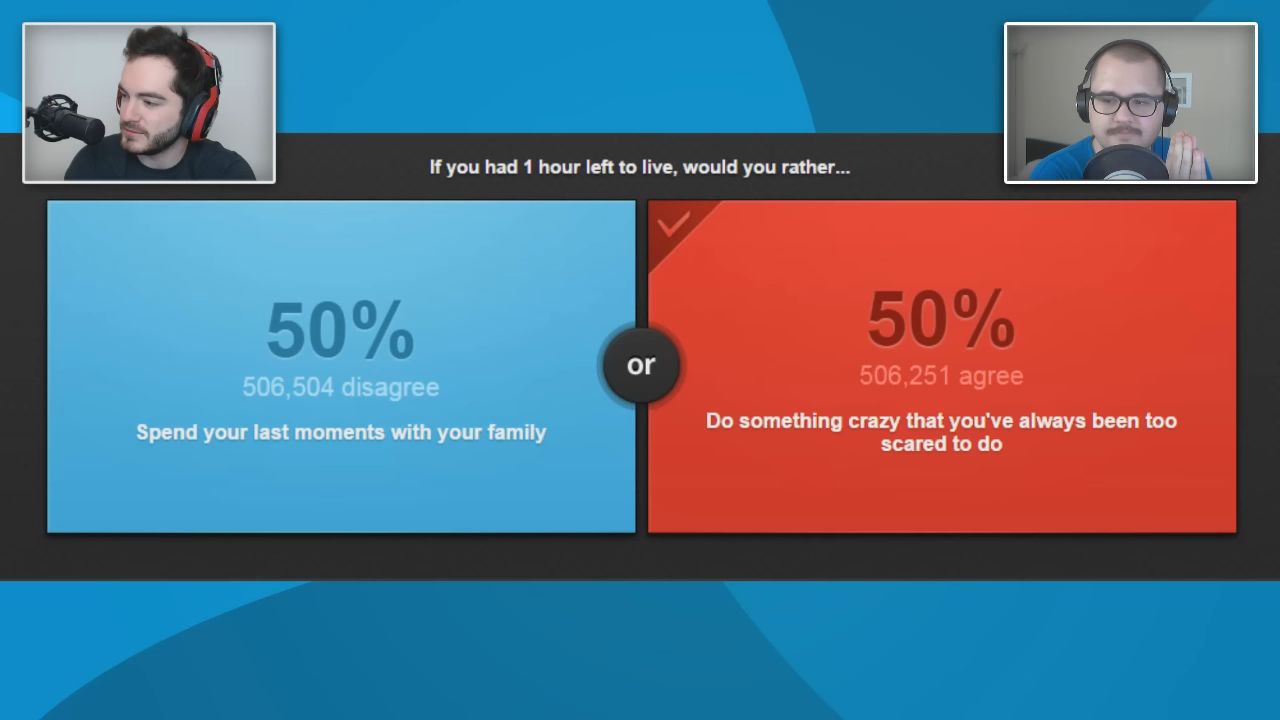 If you had 1 hour left to live, would you rather...
50%
506,504 disagree
Spend your last moments with your family
or
50%
506,251 agree
Do something crazy that you've always been too
scared to do